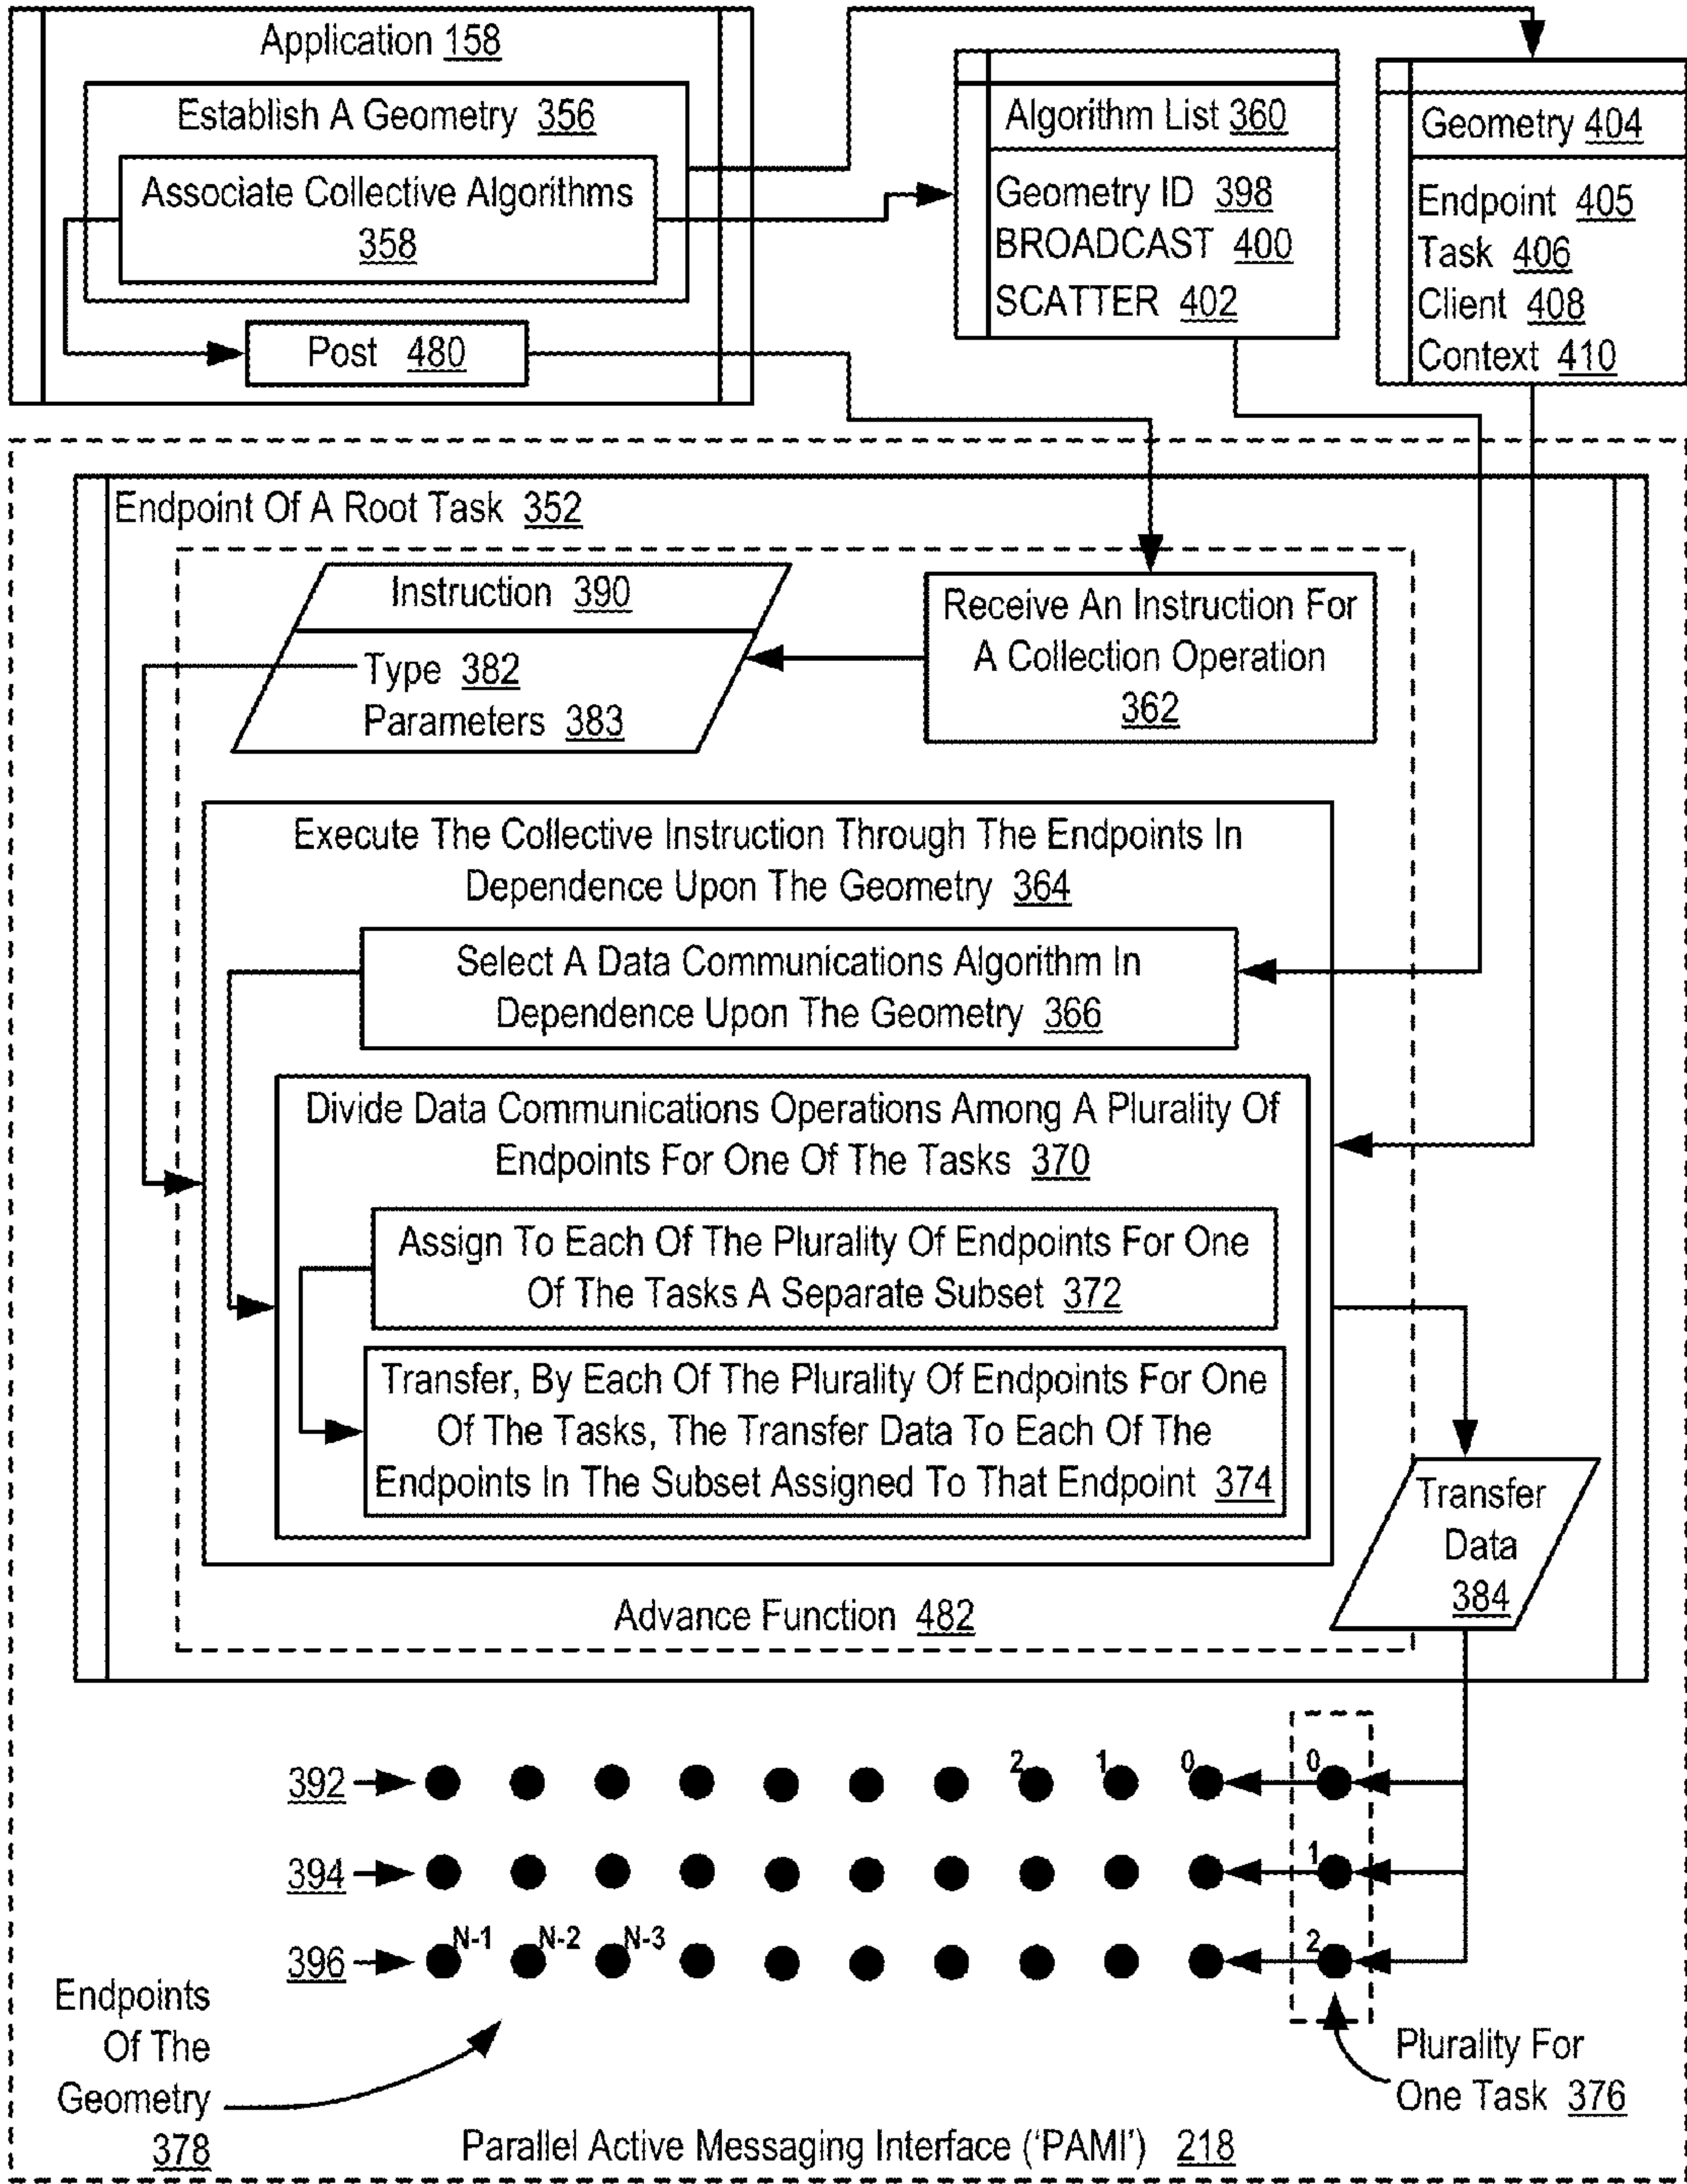 Application 158
Establish A Geometry 356
Associate Collective Algorithms
358
Post 480
Algorithm List 360
Geometry ID 398
BROADCAST 400
SCATTER 402
Geometry 404
Endpoint 405
Task 406
Client 408
Context 410
Endpoint Of A Root Task 352
Instruction 390
Type 382
Parameters 383
Receive An Instruction For
A Collection Operation
362
Execute The Collective Instruction Through The Endpoints In
Dependence Upon The Geometry 364
Select A Data Communications Algorithm In
Dependence Upon The Geometry 366
Divide Data Communications Operations Among A Plurality Of
Endpoints For One Of The Tasks 370
Assign To Each Of The Plurality Of Endpoints For One
Of The Tasks A Separate Subset 372
Transfer, By Each Of The Plurality Of Endpoints For One
Of The Tasks, The Transfer Data To Each Of The
Endpoints In The Subset Assigned To That Endpoint 374
Transfer
Data
384
Advance Function 482
392 2 1 0 0
394 1
396 N-1 N-2 N-3 2
Endpoints
Of The
Geometry
378
Plurality For
One Task 376
Parallel Active Messaging Interface ('PAMI') 218